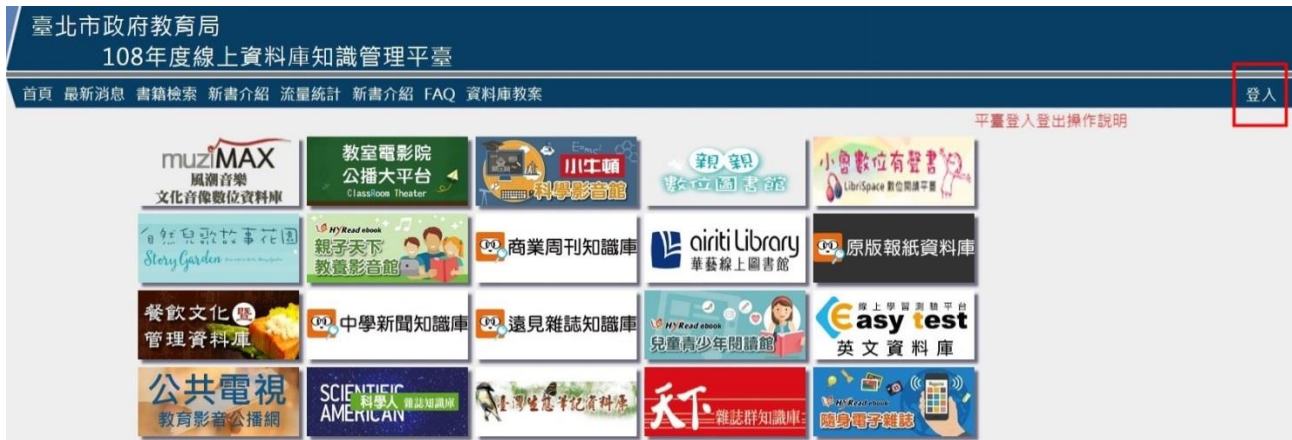 臺北市政府教育局
108年度線上資料庫知識管理平臺
首頁 最新消息 書籍檢索 新書介紹 流量統計 新書介紹 FAQ 資料庫教案
登入
平臺登入登出操作說明
muziMAX
風潮音樂
文化音像數位資料庫
教室電影院
公播大平台
ClassRoom Theater
小牛頓
科學影音館
親親
數位圖書館
小魯數位有聲書
LibriSpace 數位閱讀平臺
自然兒歌故事花園
Story Garden
HyRead ebook
親子天下
教養影音館
商業周刊知識庫
airiti Library
華藝線上圖書館
原版報紙資料庫
餐飲文化暨
管理資料庫
中學新聞知識庫
遠見雜誌知識庫
HyRead ebook
兒童青少年閱讀館
線上學習測驗平台
Easy test
英文資料庫
公共電視
教育影音公播網
SCIENTIFIC
科學人 雜誌知識庫
AMERICAN
臺灣生態筆記資料庫
天下 雜誌群知識庫
HyRead ebook
隨身電子雜誌